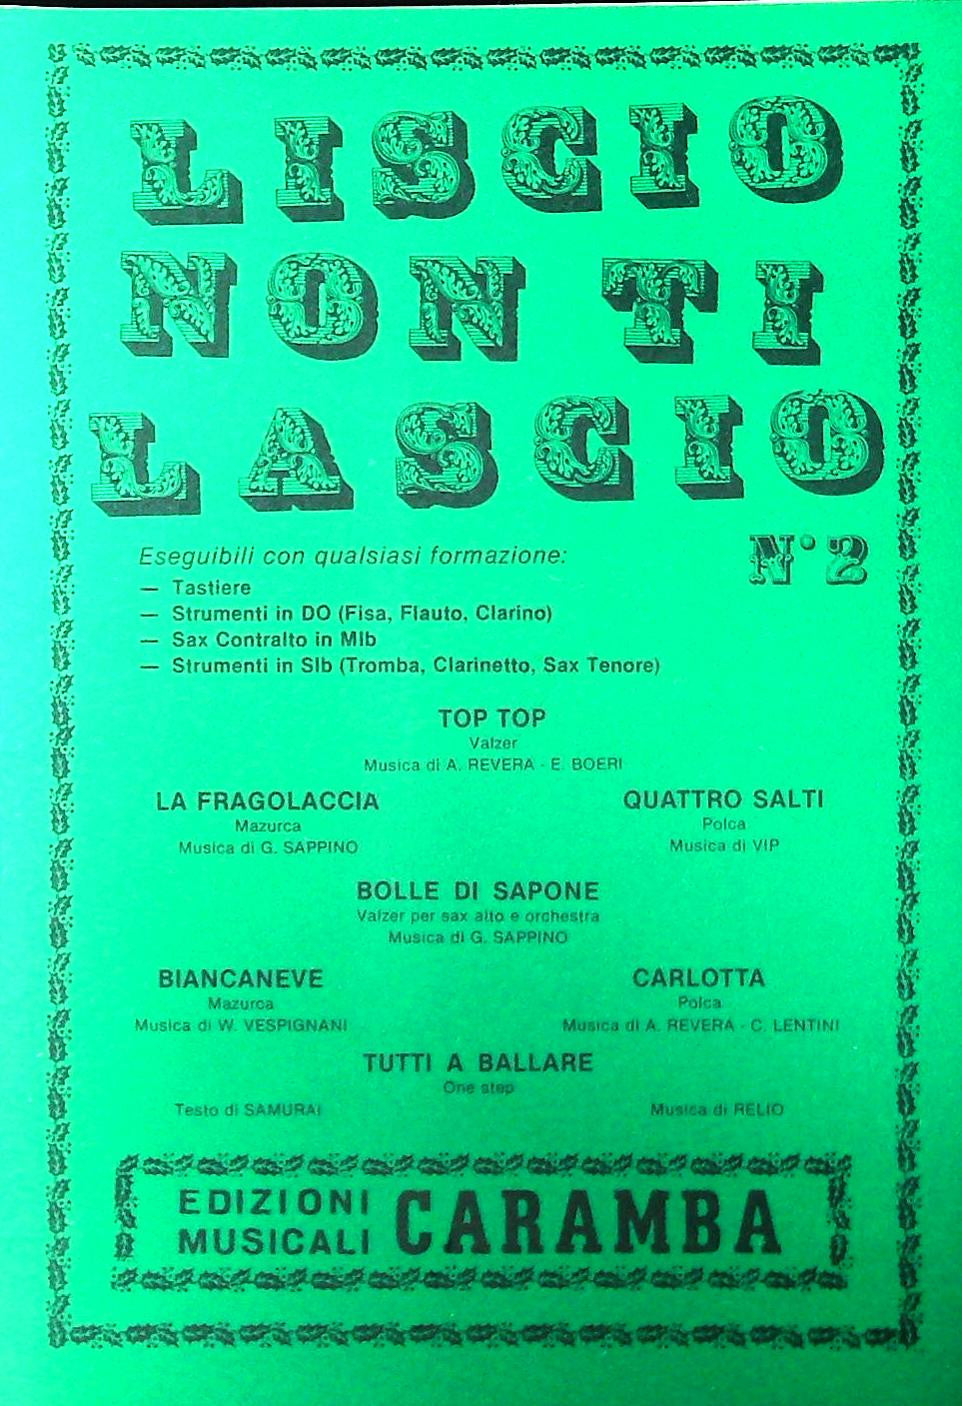 LISCIO
NON TI
LASCIO
N° 2
Eseguibili con qualsiasi formazione:
— Tastiere
— Strumenti in DO (Fisa, Flauto, Clarino)
— Sax Contralto in MIb
— Strumenti in SIb (Tromba, Clarinetto, Sax Tenore)
TOP TOP
Valzer
Musica di A. REVERA - E. BOERI
LA FRAGOLACCIA
Mazurca
Musica di G. SAPPINO
QUATTRO SALTI
Polca
Musica di VIP
BOLLE DI SAPONE
Valzer per sax alto e orchestra
Musica di G. SAPPINO
BIANCANEVE
Mazurca
Musica di W. VESPIGNANI
CARLOTTA
Polca
Musica di A. REVERA - C. LENTINI
TUTTI A BALLARE
One step
Testo di SAMURAI
Musica di RELIO
EDIZIONI
MUSICALI CARAMBA